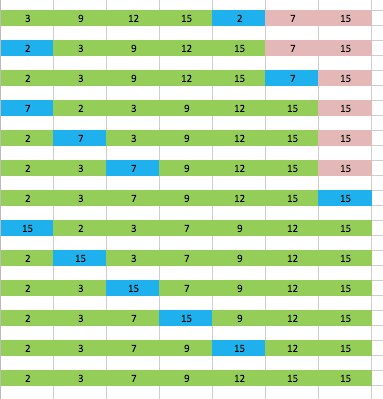 3 9 12 15 2 7 15
2 3 9 12 15 7 15
2 3 9 12 15 7 15
7 2 3 9 12 15 15
2 7 3 9 12 15 15
2 3 7 9 12 15 15
2 3 7 9 12 15 15
15 2 3 7 9 12 15
2 15 3 7 9 12 15
2 3 15 7 9 12 15
2 3 7 15 9 12 15
2 3 7 9 15 12 15
2 3 7 9 12 15 15